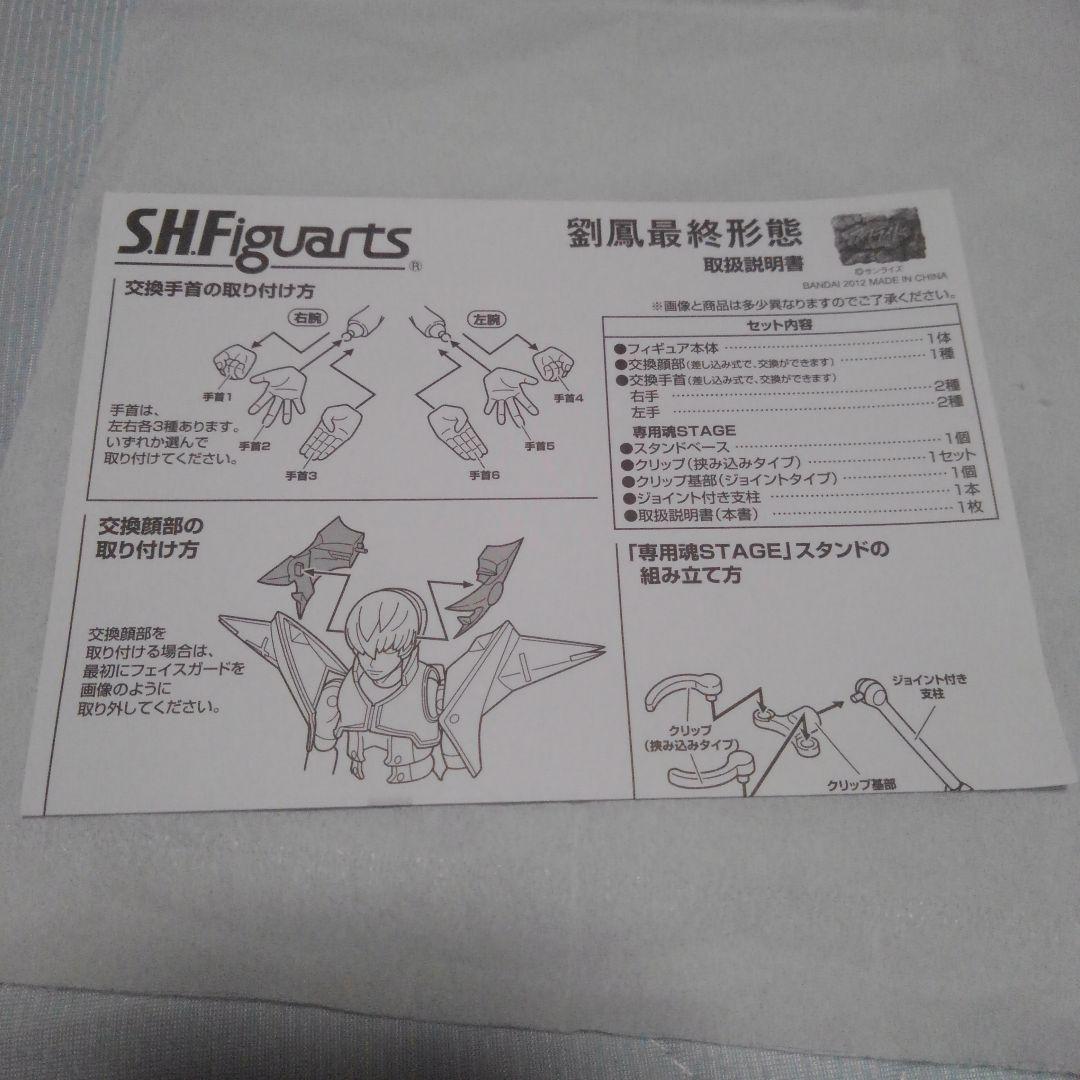 S.H.Figuarts®
劉鳳最終形態
取扱説明書
©サンライズ
BANDAI 2012 MADE IN CHINA
※画像と商品は多少異なりますのでご了承ください。
交換手首の取り付け方
右腕
左腕
手首1
手首2
手首3
手首4
手首5
手首6
手首は、
左右各3種あります。
いずれか選んで
取り付けてください。
セット内容
●フィギュア本体 1体
●交換顔部(差し込み式で、交換ができます) 1種
●交換手首(差し込み式で、交換ができます)
右手 2種
左手 2種
専用魂STAGE
●スタンドベース 1個
●クリップ(挟み込みタイプ) 1セット
●クリップ基部(ジョイントタイプ) 1個
●ジョイント付き支柱 1本
●取扱説明書(本書) 1枚
交換顔部の
取り付け方
交換顔部を
取り付ける場合は、
最初にフェイスガードを
画像のように
取り外してください。
「専用魂STAGE」スタンドの
組み立て方
ジョイント付き
支柱
クリップ
(挟み込みタイプ)
クリップ基部